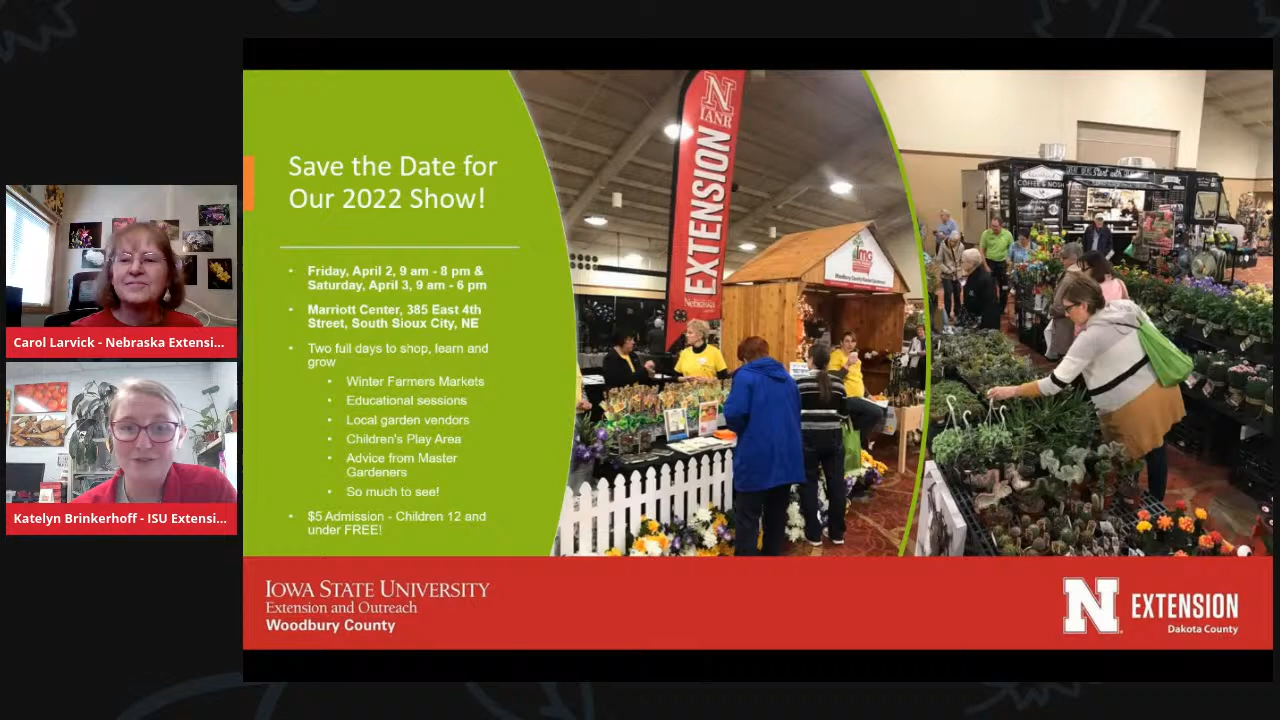 Save the Date for
Our 2022 Show!
• Friday, April 2, 9 am - 8 pm &
Saturday, April 3, 9 am - 6 pm
• Marriott Center, 385 East 4th
Street, South Sioux City, NE
• Two full days to shop, learn and
grow
• Winter Farmers Markets
• Educational sessions
• Local garden vendors
• Children's Play Area
• Advice from Master
Gardeners
• So much to see!
• $5 Admission - Children 12 and
under FREE!
N
IANR
EXTENSION
Nebraska
mg
COFFEE & NOSH
Carol Larvick - Nebraska Extensi...
Katelyn Brinkerhoff - ISU Extensi...
IOWA STATE UNIVERSITY
Extension and Outreach
Woodbury County
N EXTENSION
Dakota County